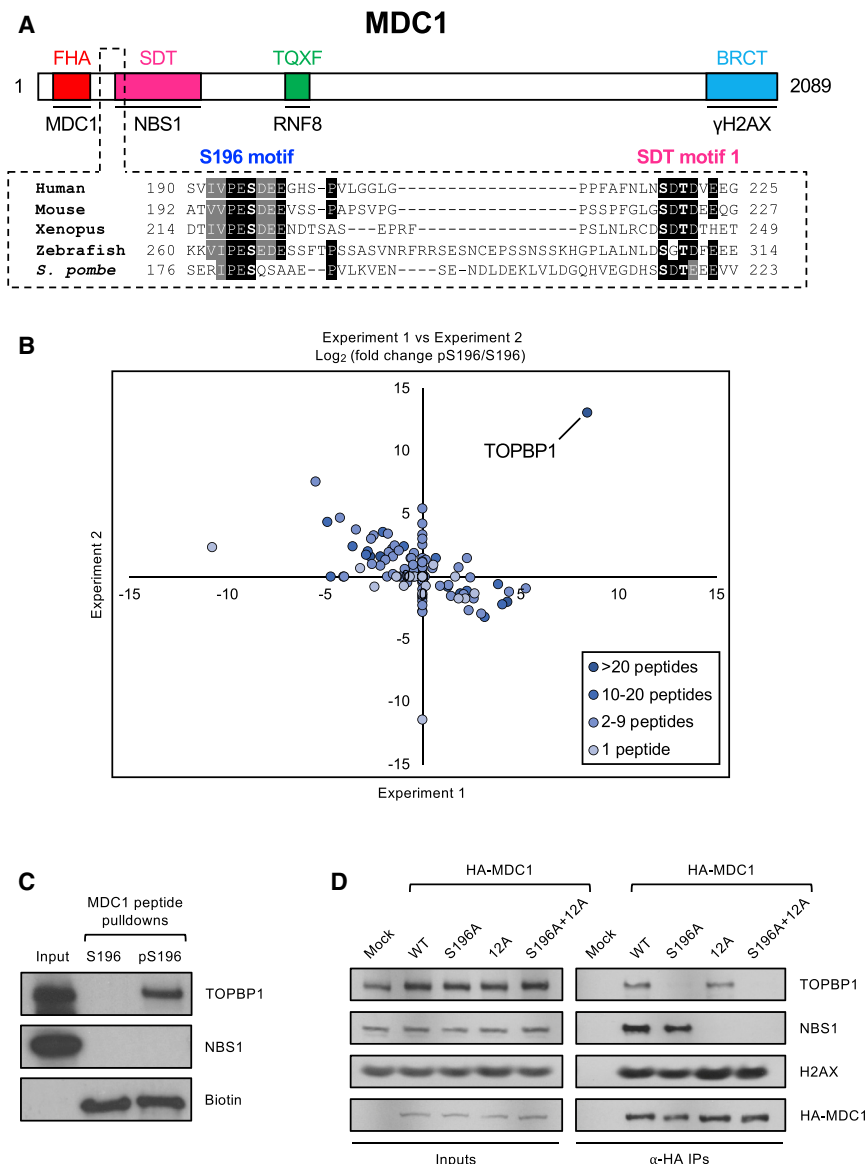 A
MDC1
FHA SDT TQXF BRCT
1 2089
MDC1 NBS1 RNF8 γH2AX
S196 motif SDT motif 1
Human 190 SVIVPESDEEGHS-PVLGGLG------------------PPFAFNLNSDTDVEEG 225
Mouse 192 ATVVPESDEEVSS-PAPSVPG------------------PSSPFGLGSDTDEEQG 227
Xenopus 214 DTIVPESDEENDTSAS---EPRF----------------PSLNLRCDSDTDTHET 249
Zebrafish 260 KKVIPESEDESSFTPSSASVNRFRRSESNCEPSSNSSKHGPLALNLDSGTDFEEE 314
S. pombe 176 SERIPESQSAAE--PVLKVEN----SE-NDLDEKLVLDGQHVEGDHSSDTEEEVV 223
B
Experiment 1 vs Experiment 2
Log₂ (fold change pS196/S196)
15
TOPBP1
10
5
-15 -10 -5 5 10 15
-5
-10
-15
Experiment 2
>20 peptides
10-20 peptides
2-9 peptides
1 peptide
Experiment 1
C
MDC1 peptide
pulldowns
Input S196 pS196
TOPBP1
NBS1
Biotin
D
HA-MDC1 HA-MDC1
Mock WT S196A 12A S196A+12A Mock WT S196A 12A S196A+12A
TOPBP1
NBS1
H2AX
HA-MDC1
Inputs α-HA IPs